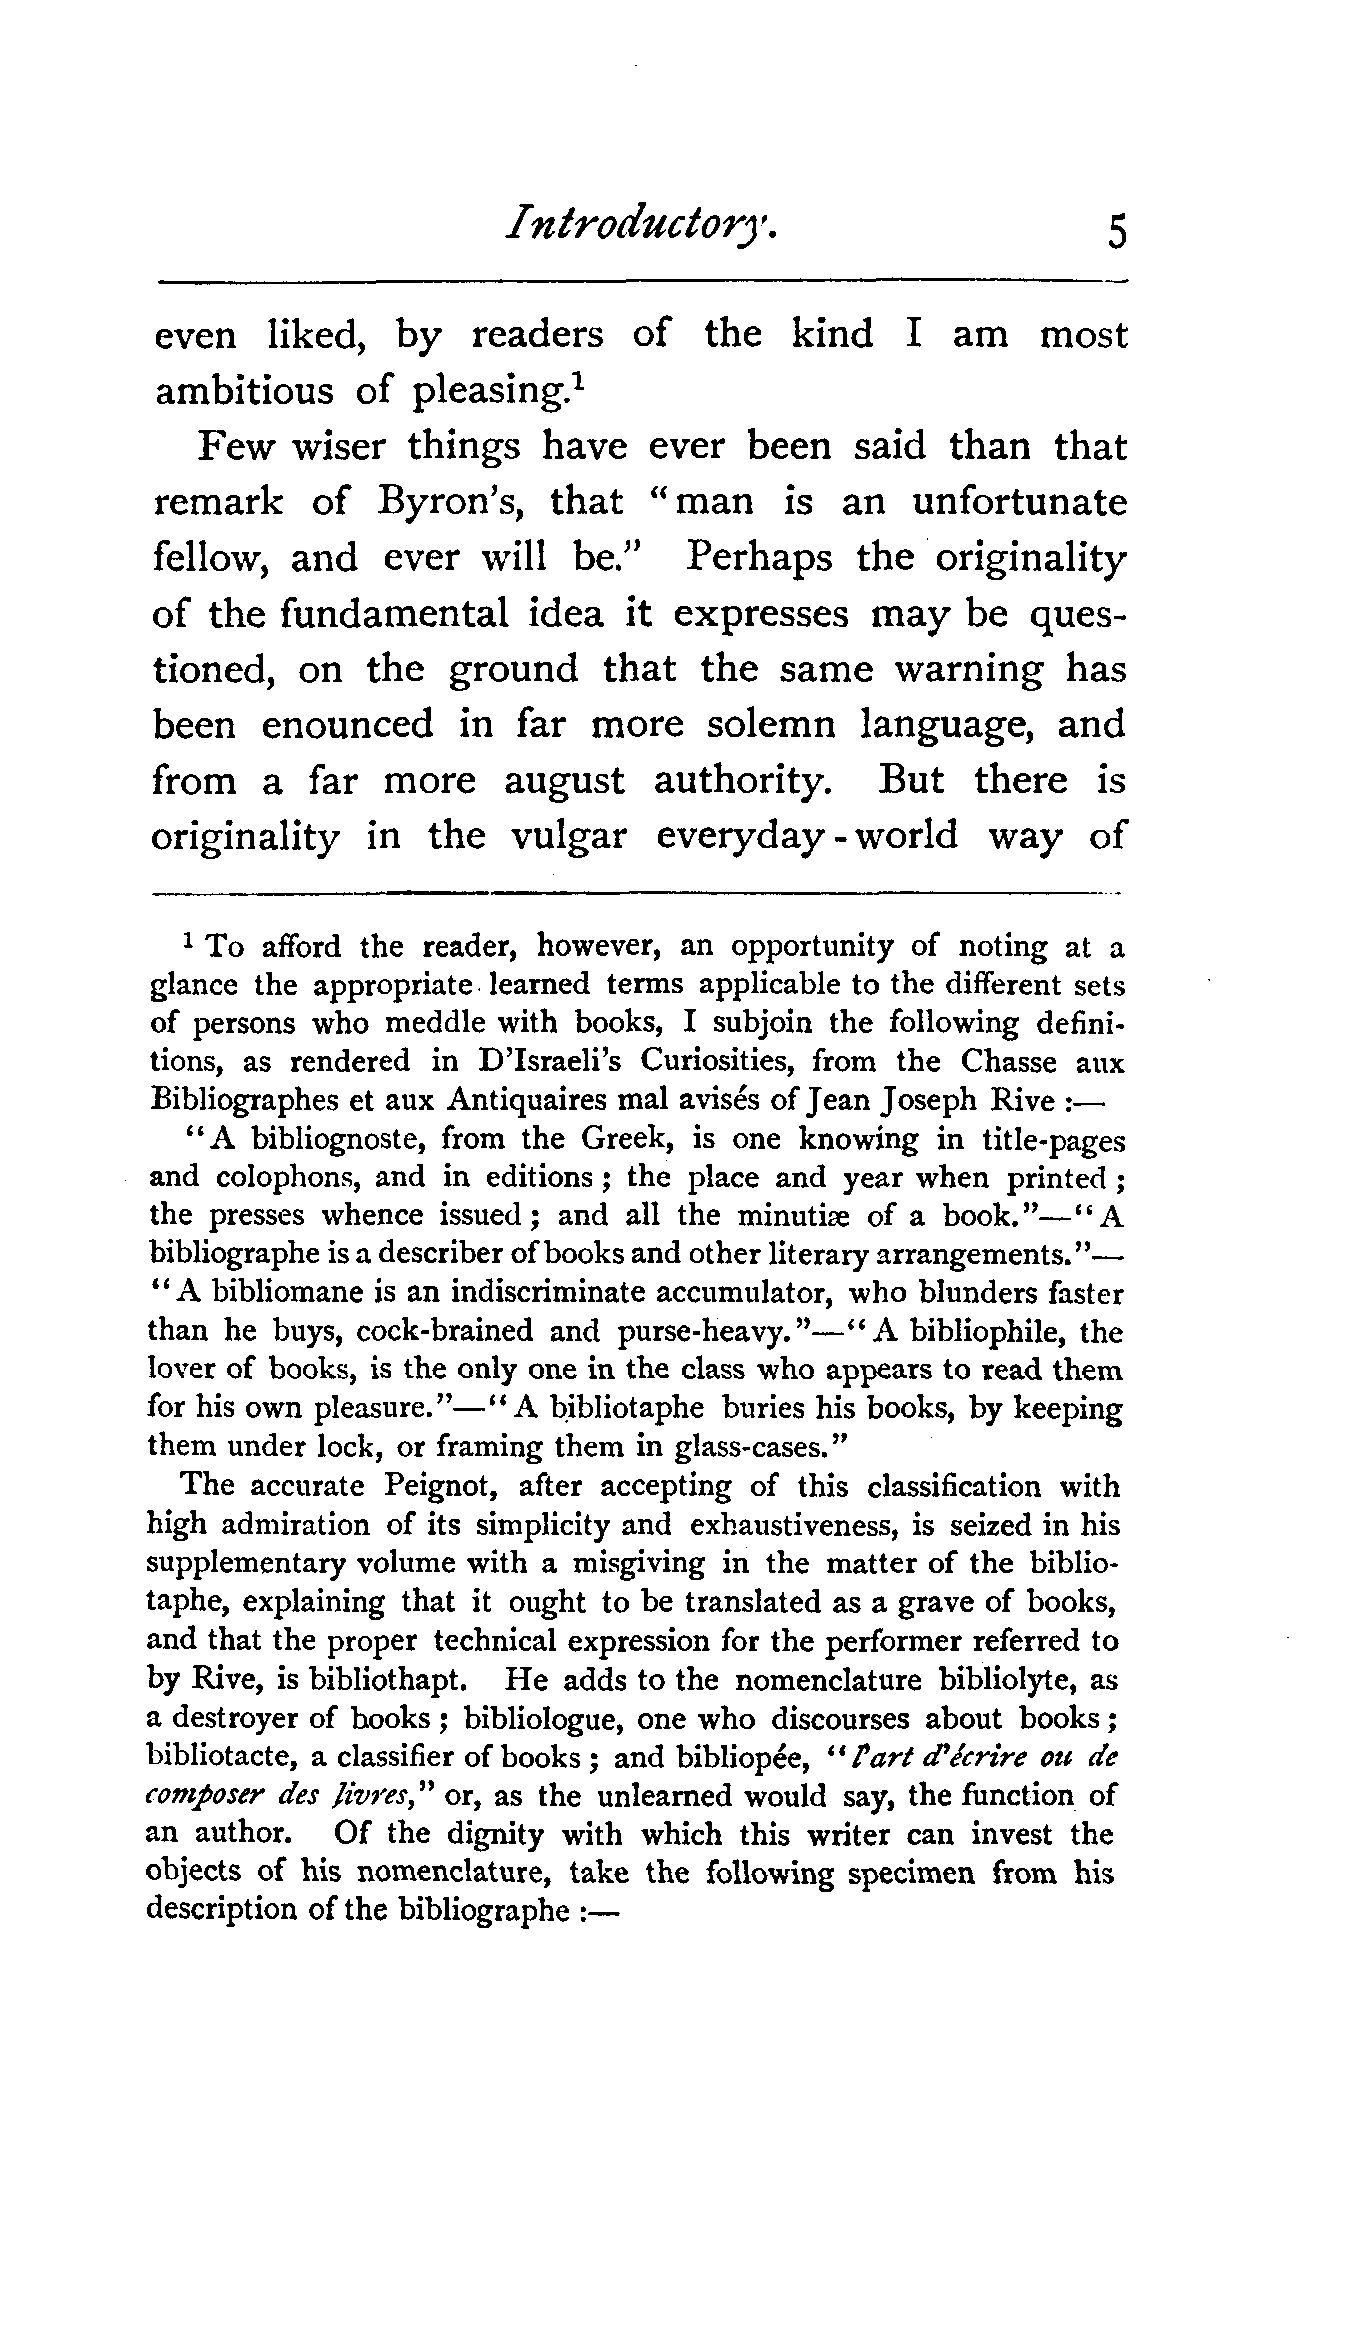 Introductory. 5
even liked, by readers of the kind I am most
ambitious of pleasing.¹
Few wiser things have ever been said than that
remark of Byron's, that "man is an unfortunate
fellow, and ever will be." Perhaps the originality
of the fundamental idea it expresses may be ques-
tioned, on the ground that the same warning has
been enounced in far more solemn language, and
from a far more august authority. But there is
originality in the vulgar everyday-world way of
¹ To afford the reader, however, an opportunity of noting at a
glance the appropriate learned terms applicable to the different sets
of persons who meddle with books, I subjoin the following defini-
tions, as rendered in D'Israeli's Curiosities, from the Chasse aux
Bibliographes et aux Antiquaires mal avisés of Jean Joseph Rive :—
"A bibliognoste, from the Greek, is one knowing in title-pages
and colophons, and in editions; the place and year when printed;
the presses whence issued; and all the minutiæ of a book."—"A
bibliographe is a describer of books and other literary arrangements."—
"A bibliomane is an indiscriminate accumulator, who blunders faster
than he buys, cock-brained and purse-heavy."—"A bibliophile, the
lover of books, is the only one in the class who appears to read them
for his own pleasure."—"A bibliotaphe buries his books, by keeping
them under lock, or framing them in glass-cases."
The accurate Peignot, after accepting of this classification with
high admiration of its simplicity and exhaustiveness, is seized in his
supplementary volume with a misgiving in the matter of the biblio-
taphe, explaining that it ought to be translated as a grave of books,
and that the proper technical expression for the performer referred to
by Rive, is bibliothapt. He adds to the nomenclature bibliolyte, as
a destroyer of books; bibliologue, one who discourses about books;
bibliotacte, a classifier of books; and bibliopée, "l'art d'écrire ou de
composer des livres," or, as the unlearned would say, the function of
an author. Of the dignity with which this writer can invest the
objects of his nomenclature, take the following specimen from his
description of the bibliographe :—